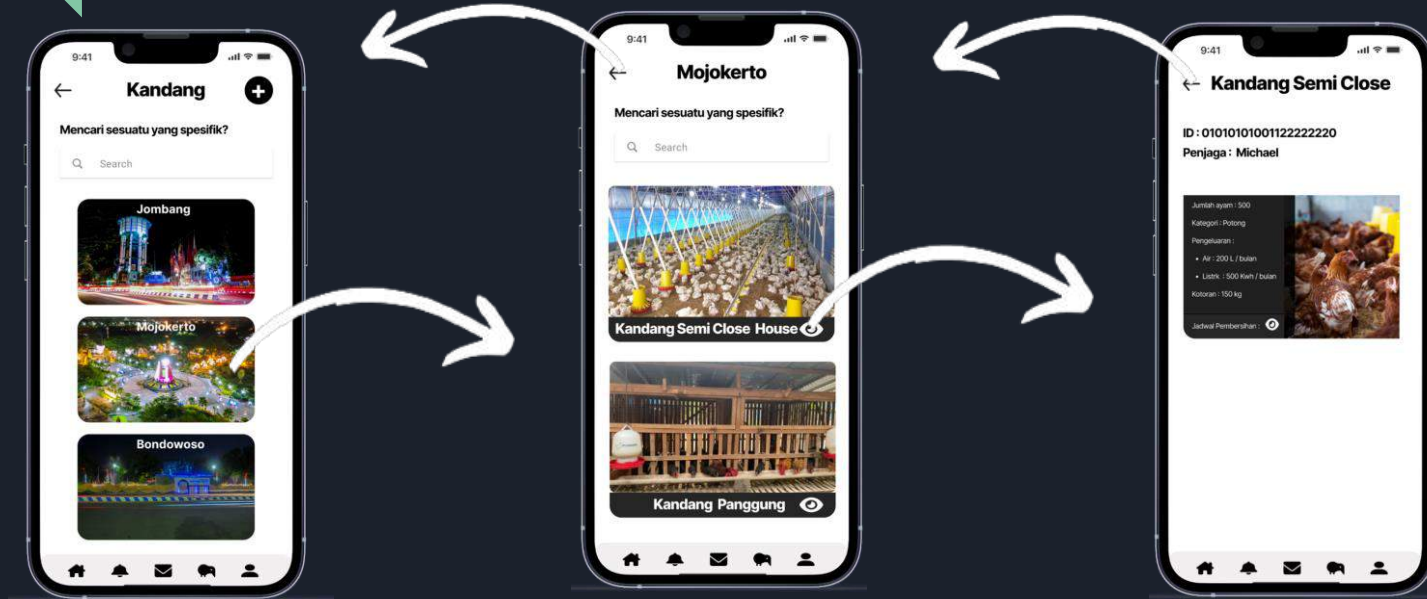 9:41
Kandang
Mencari sesuatu yang spesifik?
Search
Jombang
Mojokerto
Bondowoso
9:41
Mojokerto
Mencari sesuatu yang spesifik?
Search
Kandang Semi Close House
Kandang Panggung
9:41
Kandang Semi Close
ID : 01010101001122222220
Penjaga : Michael
Jumlah ayam : 500
Kategori : Potong
Pengeluaran :
• Air : 200 L / bulan
• Listrk : 500 Kwh / bulan
Kotoran : 150 kg
Jadwal Pembersihan :